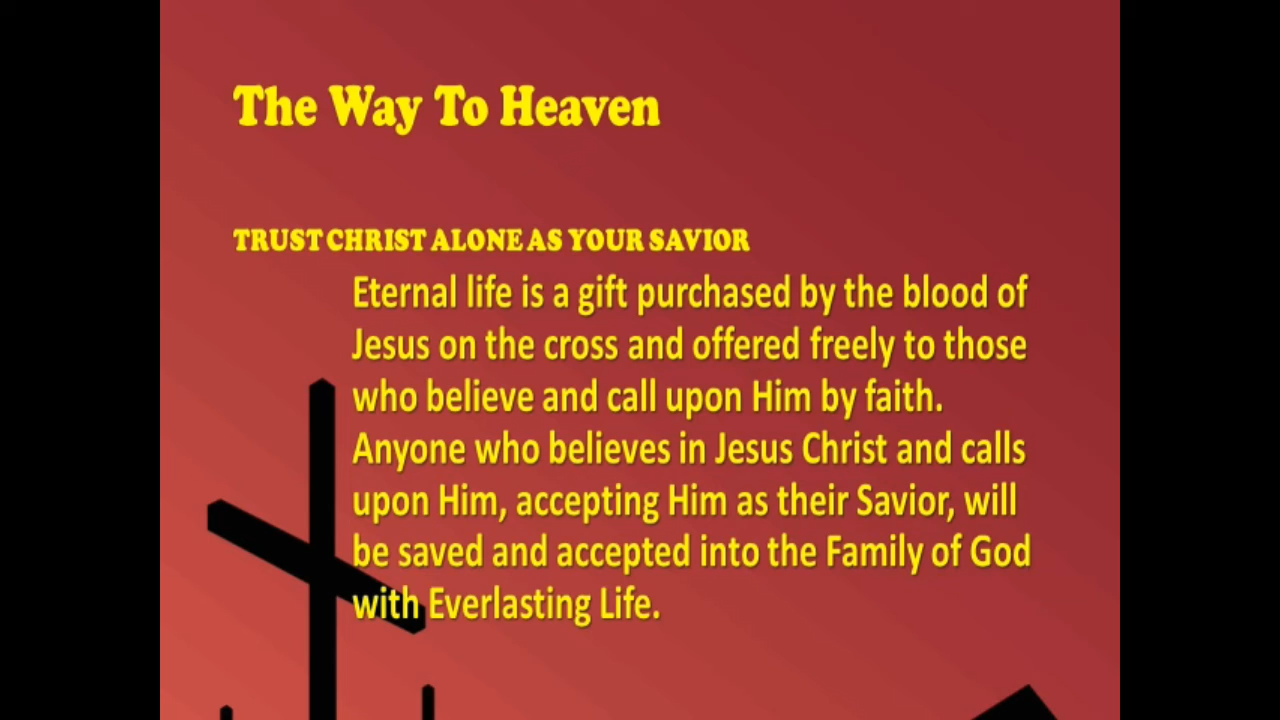 The Way To Heaven
TRUST CHRIST ALONE AS YOUR SAVIOR
Eternal life is a gift purchased by the blood of
Jesus on the cross and offered freely to those
who believe and call upon Him by faith.
Anyone who believes in Jesus Christ and calls
upon Him, accepting Him as their Savior, will
be saved and accepted into the Family of God
with Everlasting Life.